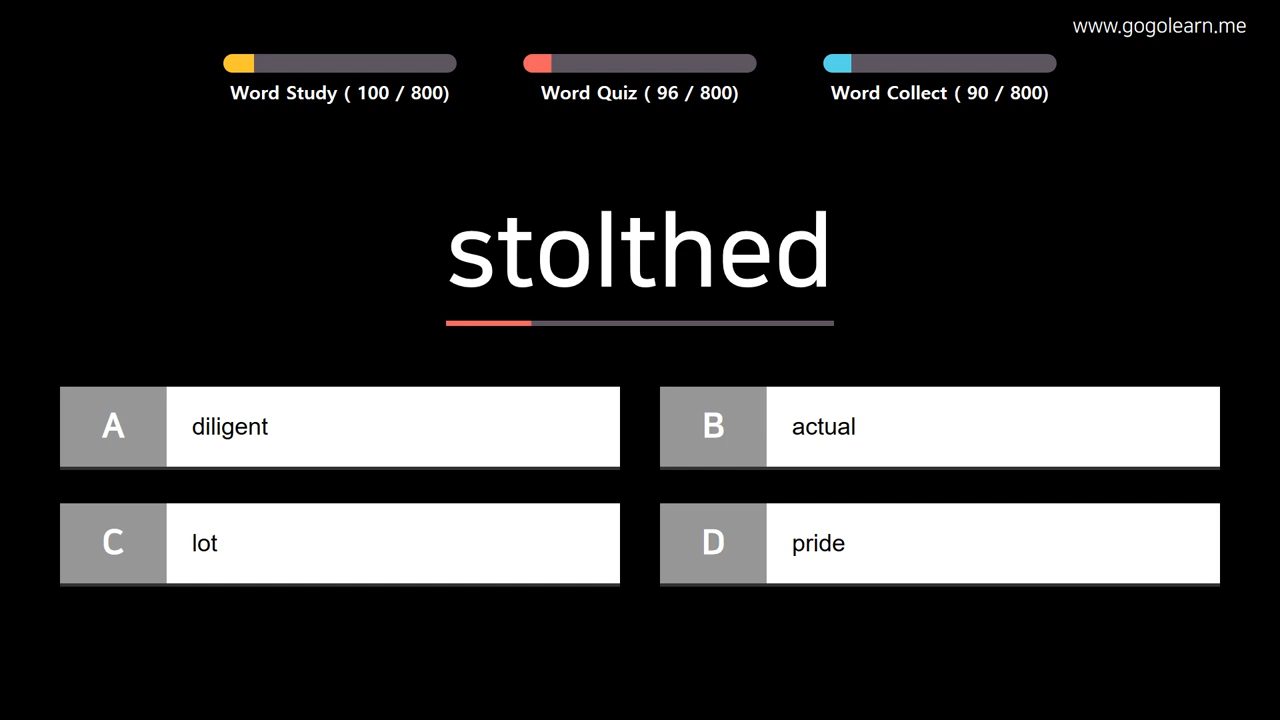 www.gogolearn.me
Word Study ( 100 / 800)
Word Quiz ( 96 / 800)
Word Collect ( 90 / 800)
stolthed
A diligent
B actual
C lot
D pride